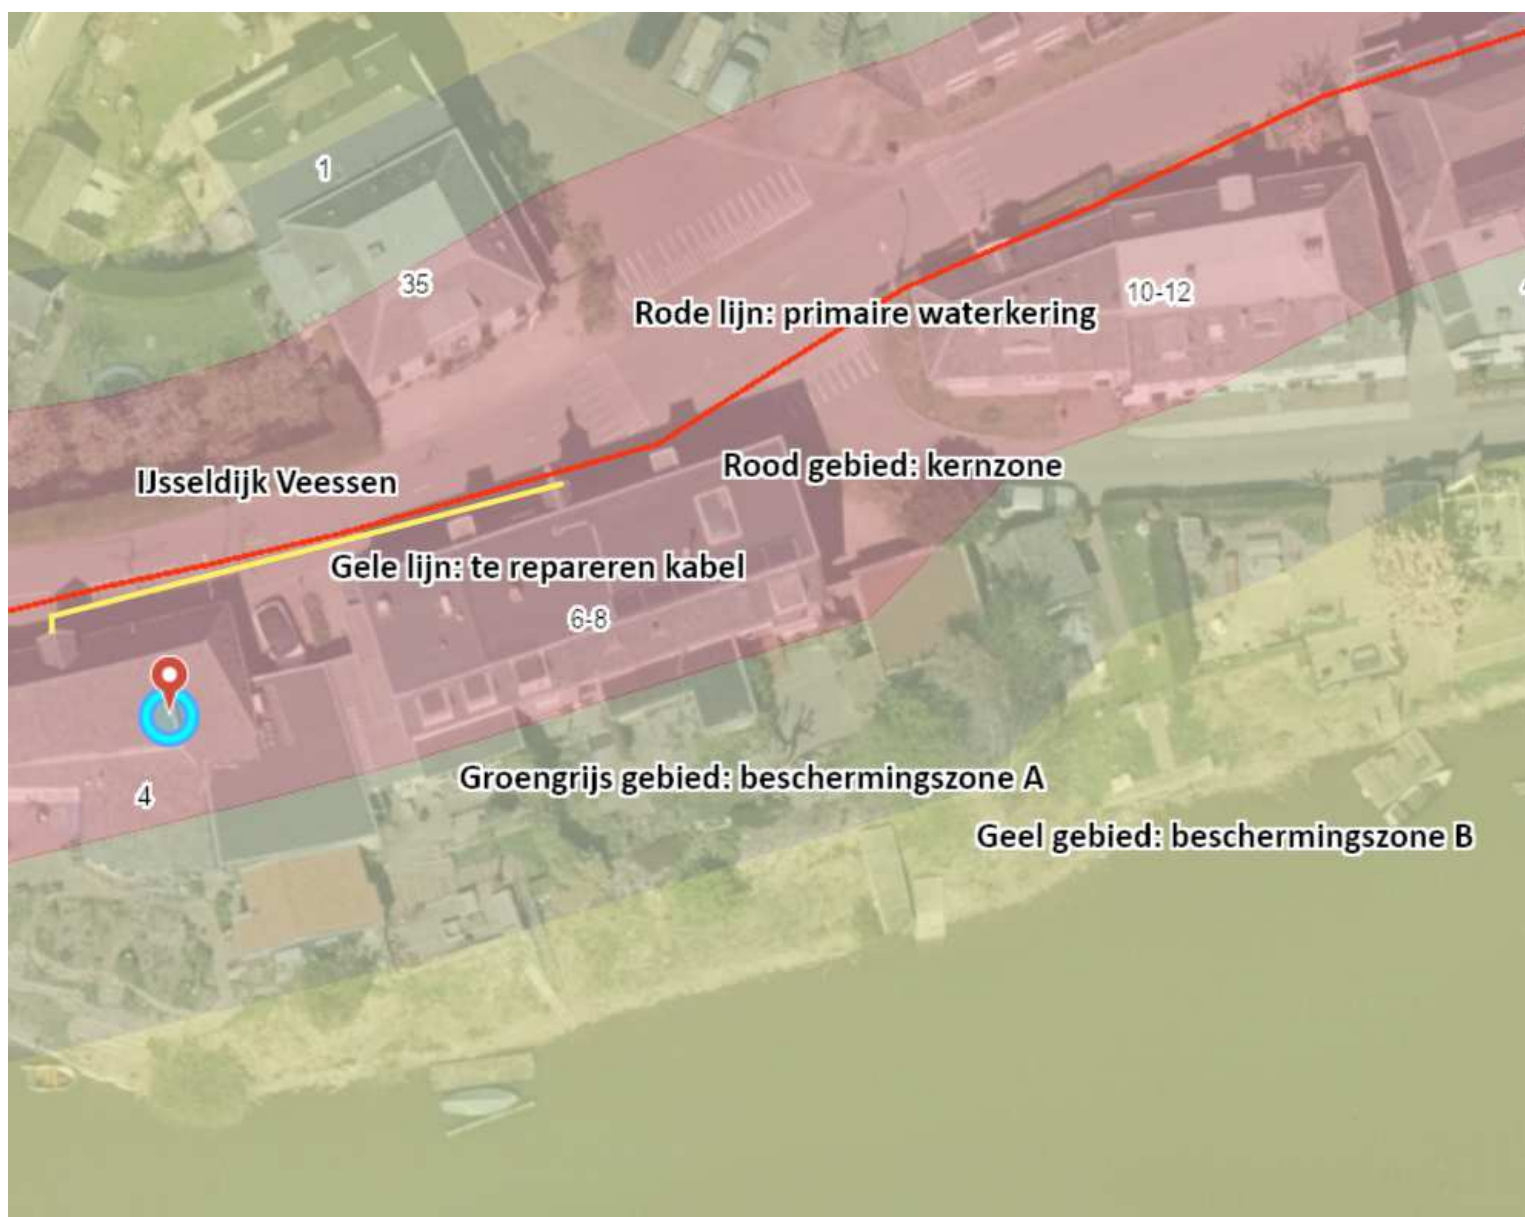 1
35
Rode lijn: primaire waterkering
10-12
IJsseldijk Veessen
Rood gebied: kernzone
Gele lijn: te repareren kabel
6-8
4
Groengrijs gebied: beschermingszone A
Geel gebied: beschermingszone B